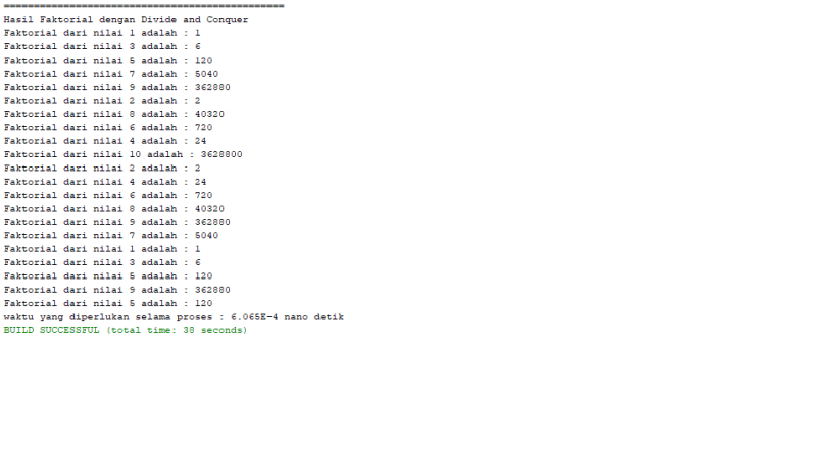 ==============================================
Hasil Faktorial dengan Divide and Conquer
Faktorial dari nilai 1 adalah : 1
Faktorial dari nilai 3 adalah : 6
Faktorial dari nilai 5 adalah : 120
Faktorial dari nilai 7 adalah : 5040
Faktorial dari nilai 9 adalah : 362880
Faktorial dari nilai 2 adalah : 2
Faktorial dari nilai 8 adalah : 40320
Faktorial dari nilai 6 adalah : 720
Faktorial dari nilai 4 adalah : 24
Faktorial dari nilai 10 adalah : 3628800
Faktorial dari nilai 2 adalah : 2
Faktorial dari nilai 4 adalah : 24
Faktorial dari nilai 6 adalah : 720
Faktorial dari nilai 8 adalah : 40320
Faktorial dari nilai 9 adalah : 362880
Faktorial dari nilai 7 adalah : 5040
Faktorial dari nilai 1 adalah : 1
Faktorial dari nilai 3 adalah : 6
Faktorial dari nilai 5 adalah : 120
Faktorial dari nilai 9 adalah : 362880
Faktorial dari nilai 5 adalah : 120
waktu yang diperlukan selama proses : 6.065E-4 nano detik
BUILD SUCCESSFUL (total time: 38 seconds)